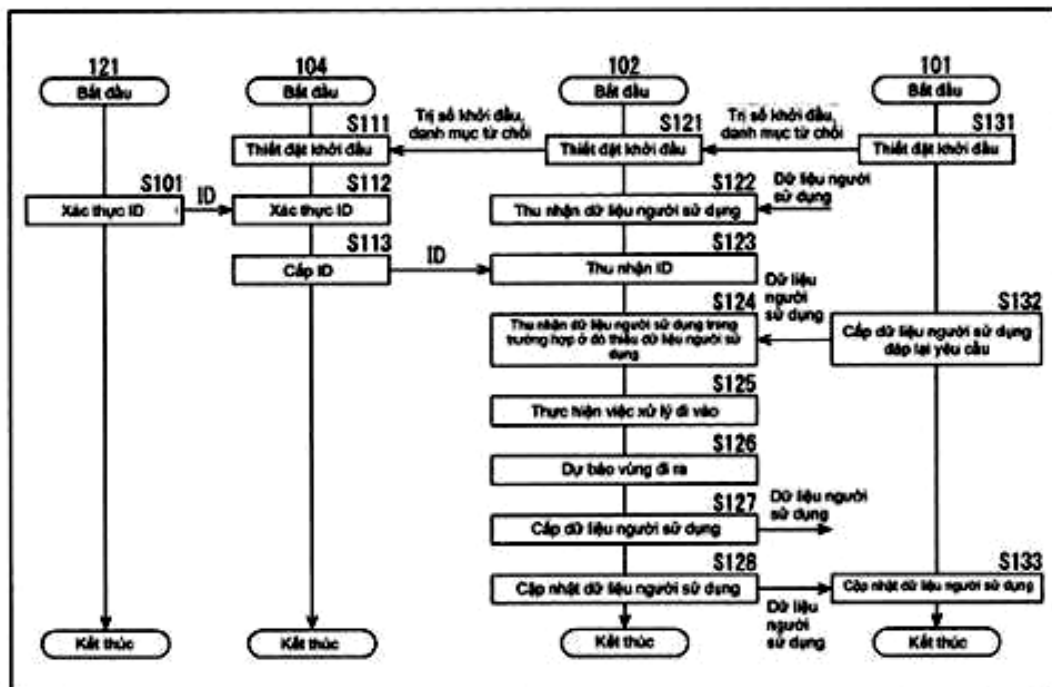 121 104 102 101
Bắt đầu Bắt đầu Bắt đầu Bắt đầu
S111 Trị số khởi đầu, S121 Trị số khởi đầu, S131
danh mục từ chối danh mục từ chối
Thiết đặt khởi đầu Thiết đặt khởi đầu Thiết đặt khởi đầu
S101 ID S112 S122 Dữ liệu người
sử dụng
Xác thực ID Xác thực ID Thu nhận dữ liệu người sử dụng
S113 ID S123
Cấp ID Thu nhận ID
Dữ liệu
người
sử dụng
S124 S132
Thu nhận dữ liệu người sử dụng trong
trường hợp ở đó thiếu dữ liệu người sử
dụng
Cấp dữ liệu người sử dụng
đáp lại yêu cầu
S125
Thực hiện việc xử lý đi vào
S126
Dự báo vùng đi ra
S127 Dữ liệu người
sử dụng
Cấp dữ liệu người sử dụng
S128 S133
Cập nhật dữ liệu người sử dụng Cập nhật dữ liệu người sử dụng
Dữ liệu
người
sử dụng
Kết thúc Kết thúc Kết thúc Kết thúc